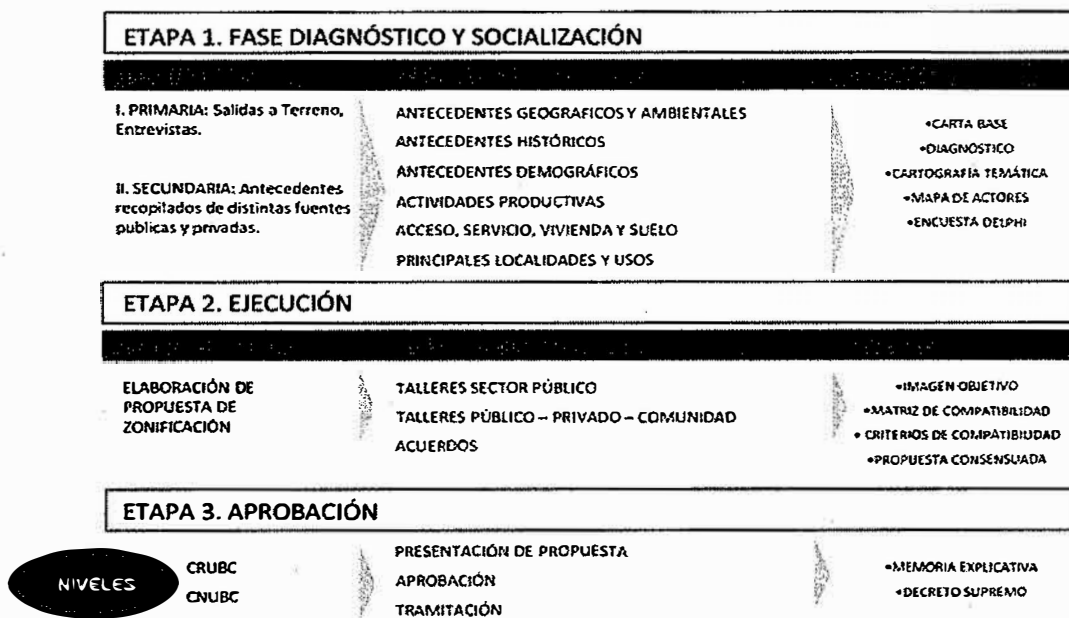 ETAPA 1. FASE DIAGNÓSTICO Y SOCIALIZACIÓN
I. PRIMARIA: Salidas a Terreno,
Entrevistas.
II. SECUNDARIA: Antecedentes
recopilados de distintas fuentes
publicas y privadas.
ANTECEDENTES GEOGRAFICOS Y AMBIENTALES
ANTECEDENTES HISTÓRICOS
ANTECEDENTES DEMOGRÁFICOS
ACTIVIDADES PRODUCTIVAS
ACCESO, SERVICIO, VIVIENDA Y SUELO
PRINCIPALES LOCALIDADES Y USOS
•CARTA BASE
•DIAGNÓSTICO
•CARTOGRAFÍA TEMÁTICA
•MAPA DE ACTORES
•ENCUESTA DELPHI
ETAPA 2. EJECUCIÓN
ELABORACIÓN DE
PROPUESTA DE
ZONIFICACIÓN
TALLERES SECTOR PÚBLICO
TALLERES PÚBLICO – PRIVADO – COMUNIDAD
ACUERDOS
•IMAGEN OBJETIVO
•MATRIZ DE COMPATIBILIDAD
• CRITERIOS DE COMPATIBILIDAD
•PROPUESTA CONSENSUADA
ETAPA 3. APROBACIÓN
NIVELES
CRUBC
CNUBC
PRESENTACIÓN DE PROPUESTA
APROBACIÓN
TRAMITACIÓN
•MEMORIA EXPLICATIVA
•DECRETO SUPREMO